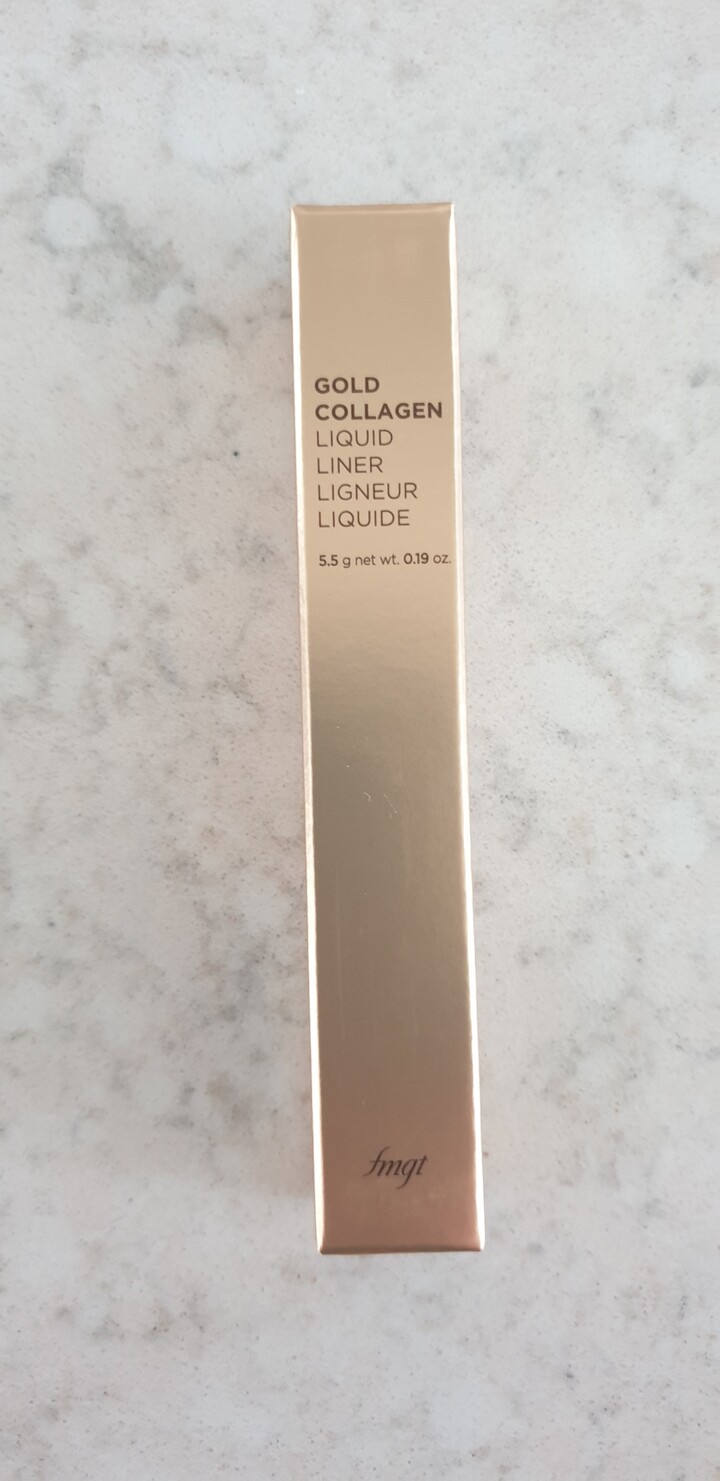 GOLD
COLLAGEN
LIQUID
LINER
LIGNEUR
LIQUIDE
5.5 g net wt. 0.19 oz.
fmgt